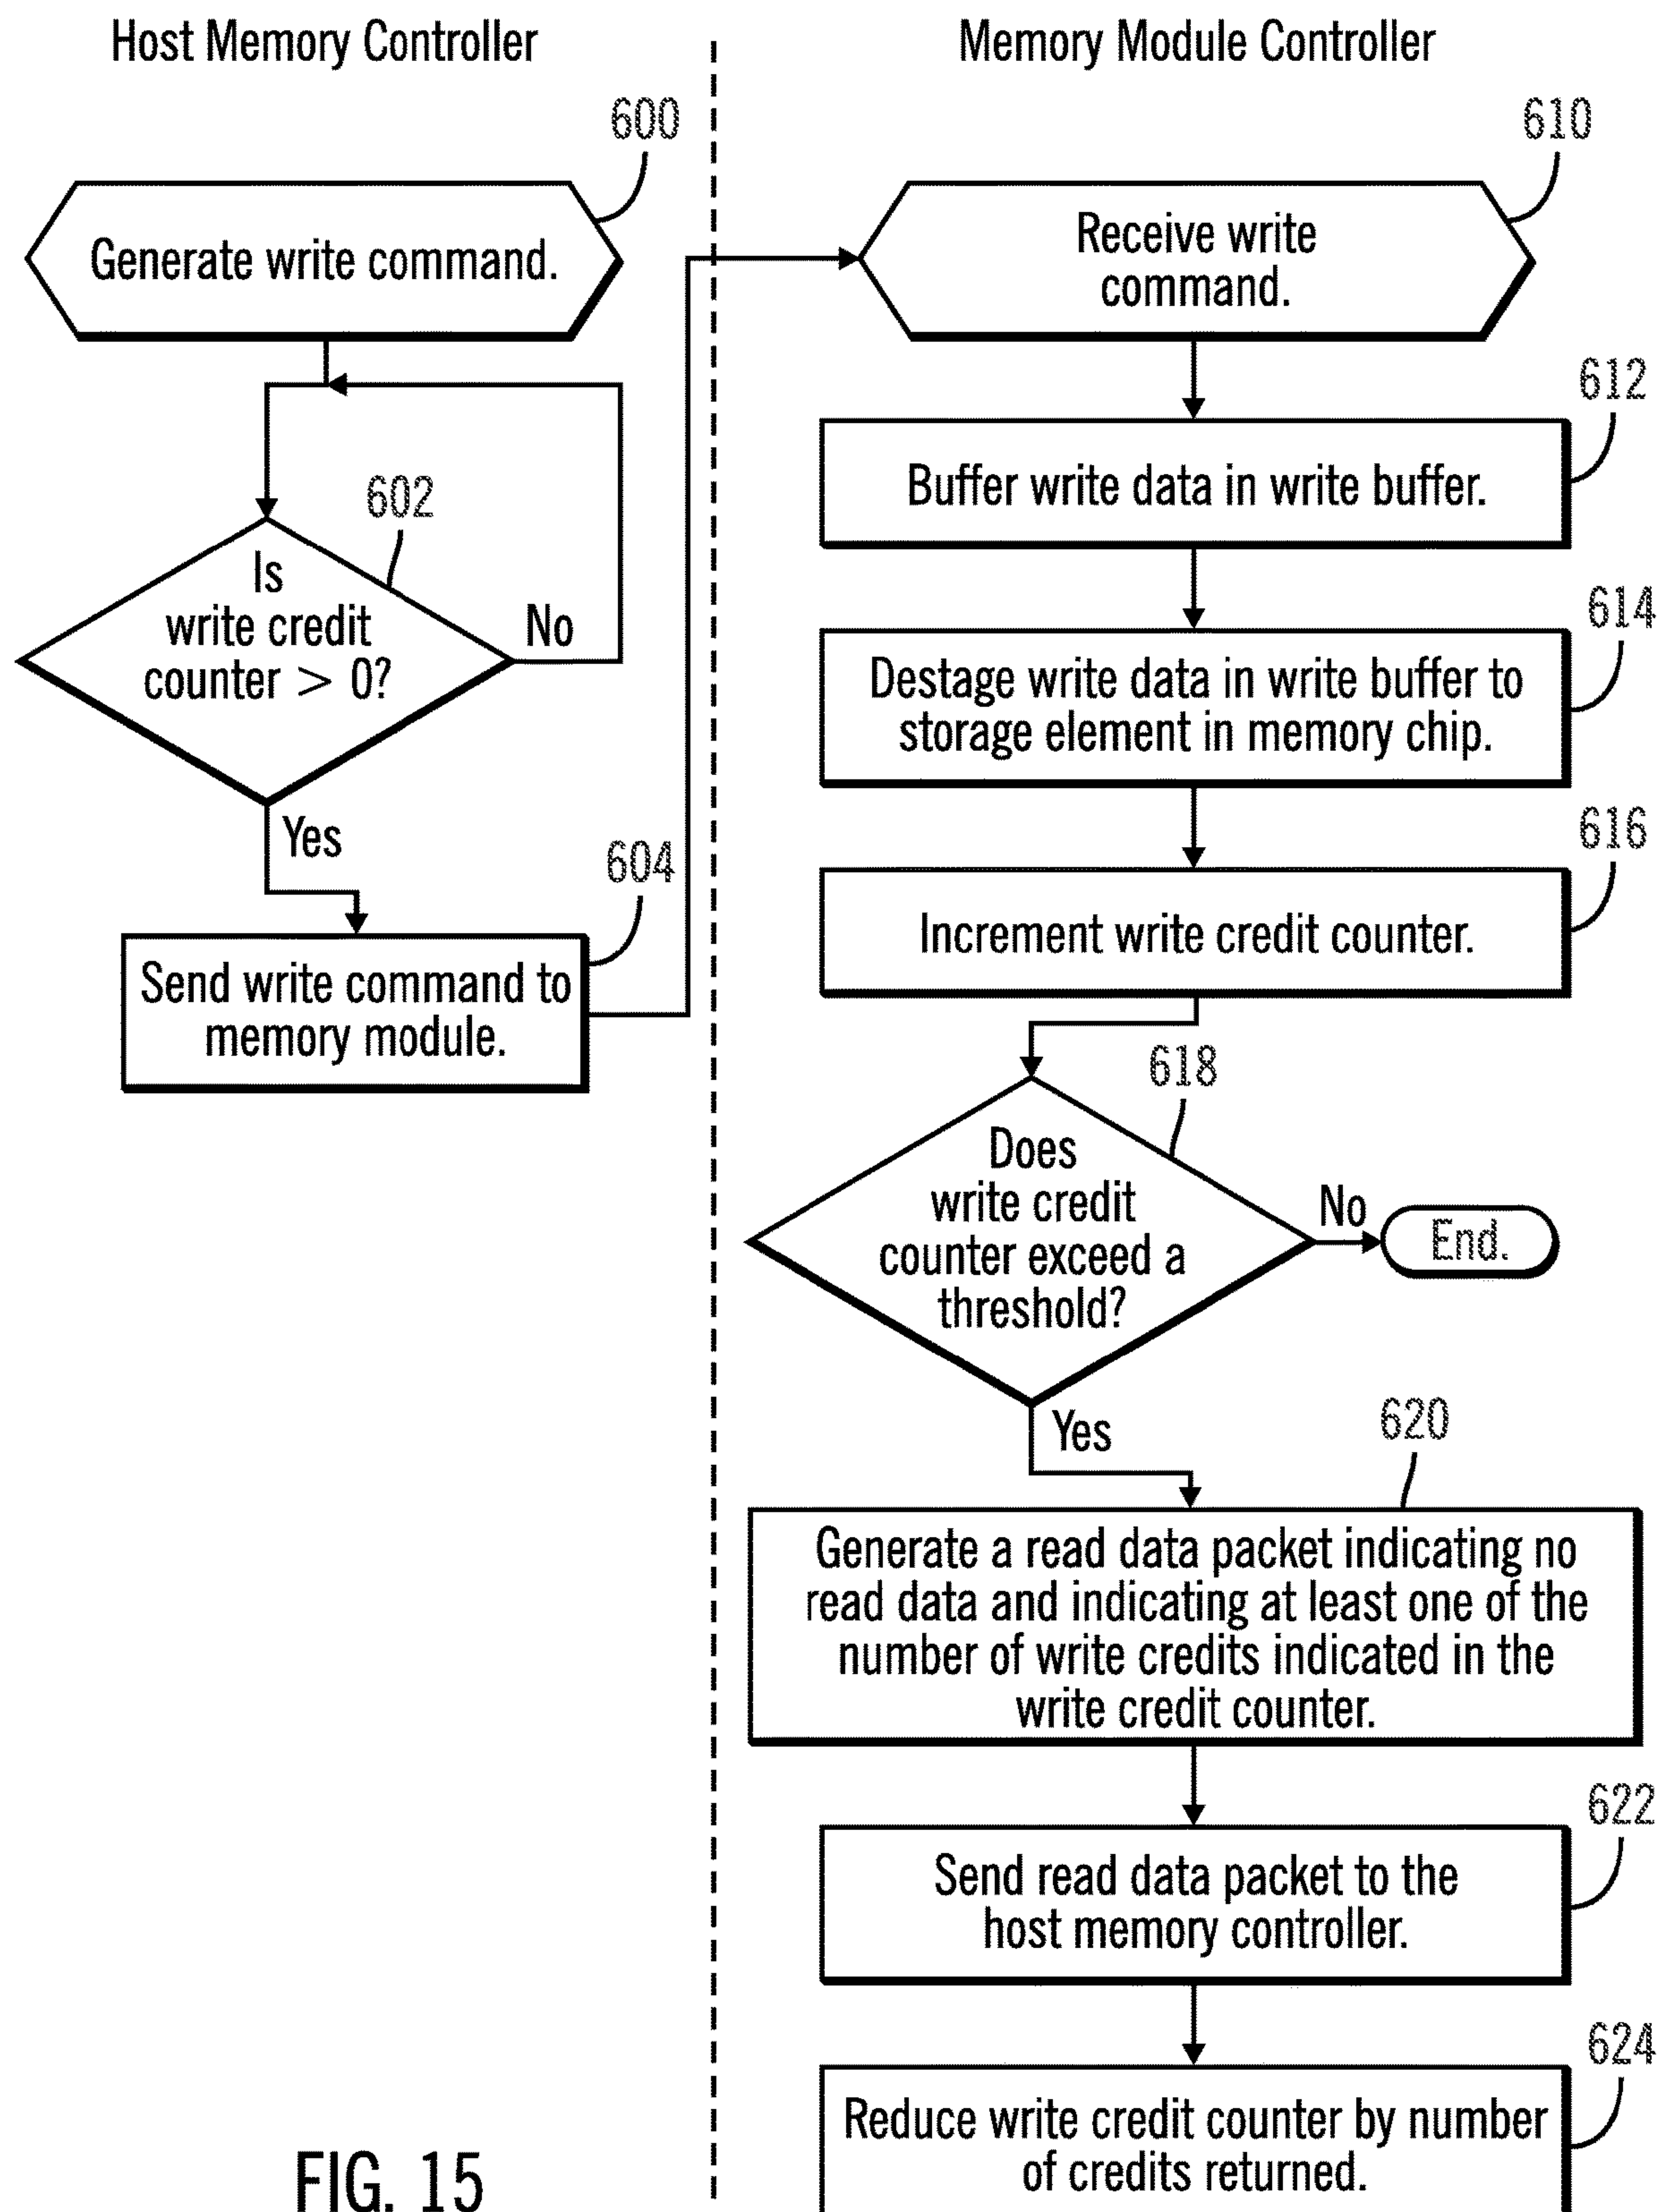 Host Memory Controller
600
Generate write command.
602
Is
write credit
counter > 0?
No
Yes
604
Send write command to
memory module.
Memory Module Controller
610
Receive write
command.
612
Buffer write data in write buffer.
614
Destage write data in write buffer to
storage element in memory chip.
616
Increment write credit counter.
618
Does
write credit
counter exceed a
threshold?
No
End.
Yes
620
Generate a read data packet indicating no
read data and indicating at least one of the
number of write credits indicated in the
write credit counter.
622
Send read data packet to the
host memory controller.
624
Reduce write credit counter by number
of credits returned.
FIG. 15